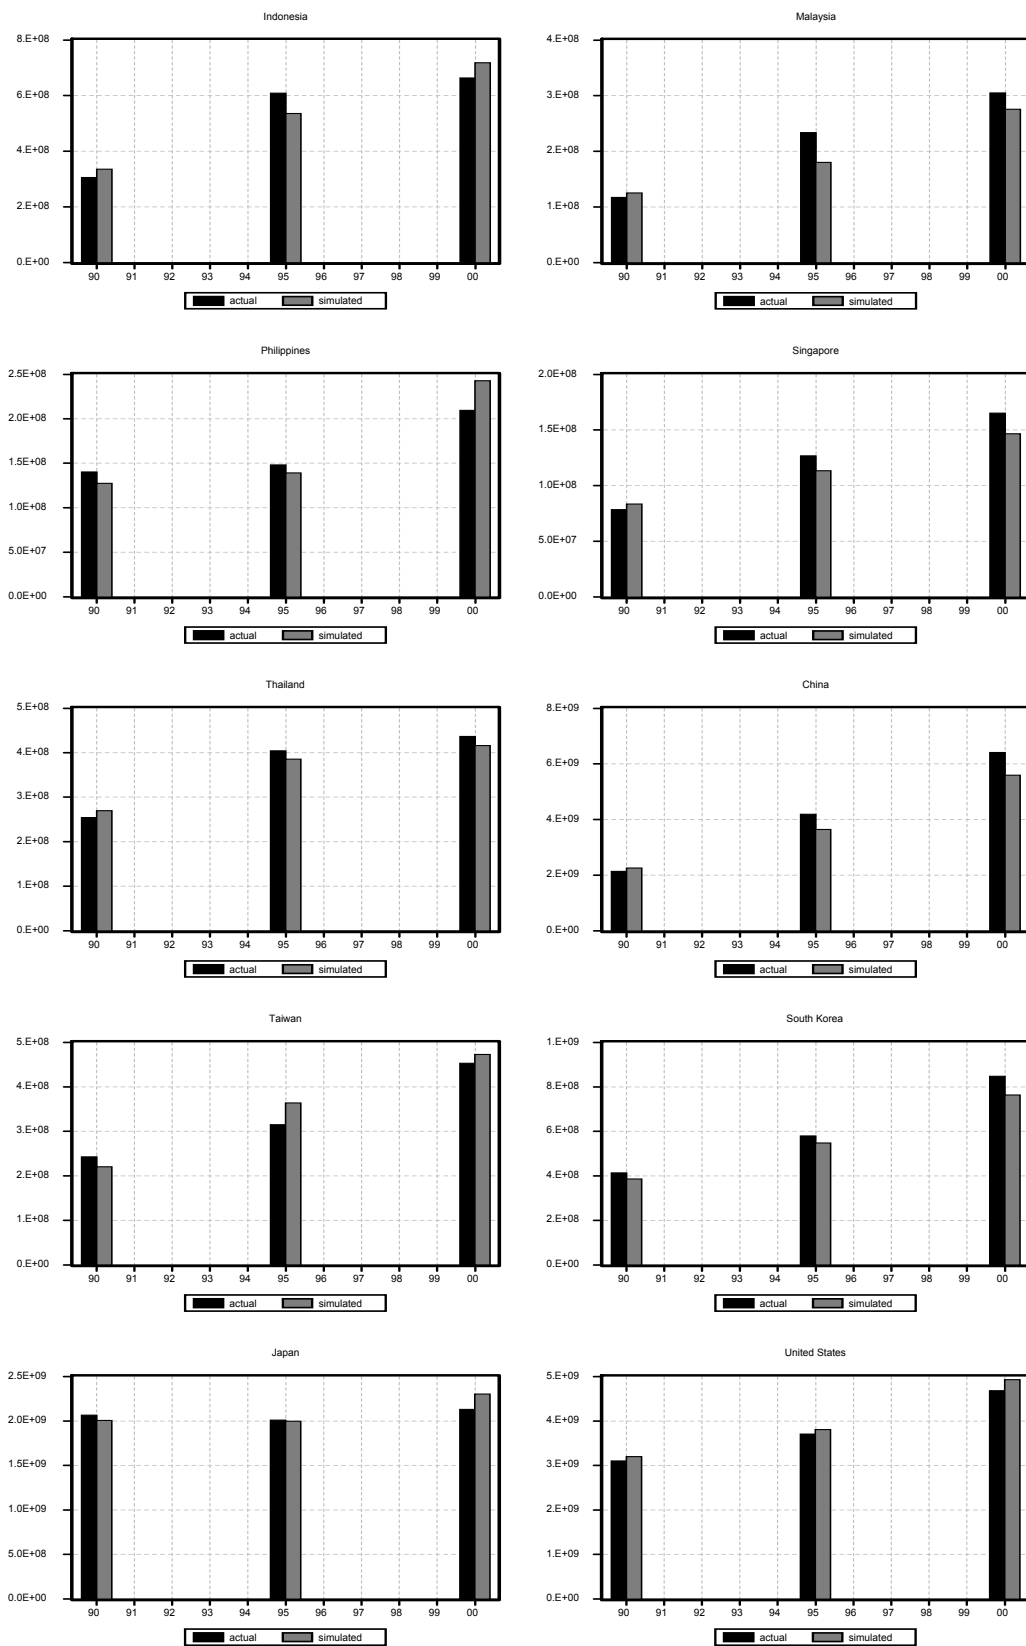 Indonesia
8.E+08
6.E+08
4.E+08
2.E+08
0.E+00
90 91 92 93 94 95 96 97 98 99 00
actual simulated
Malaysia
4.E+08
3.E+08
2.E+08
1.E+08
0.E+00
90 91 92 93 94 95 96 97 98 99 00
actual simulated
Philippines
2.5E+08
2.0E+08
1.5E+08
1.0E+08
5.0E+07
0.0E+00
90 91 92 93 94 95 96 97 98 99 00
actual simulated
Singapore
2.0E+08
1.5E+08
1.0E+08
5.0E+07
0.0E+00
90 91 92 93 94 95 96 97 98 99 00
actual simulated
Thailand
5.E+08
4.E+08
3.E+08
2.E+08
1.E+08
0.E+00
90 91 92 93 94 95 96 97 98 99 00
actual simulated
China
8.E+09
6.E+09
4.E+09
2.E+09
0.E+00
90 91 92 93 94 95 96 97 98 99 00
actual simulated
Taiwan
5.E+08
4.E+08
3.E+08
2.E+08
1.E+08
0.E+00
90 91 92 93 94 95 96 97 98 99 00
actual simulated
South Korea
1.E+09
8.E+08
6.E+08
4.E+08
2.E+08
0.E+00
90 91 92 93 94 95 96 97 98 99 00
actual simulated
Japan
2.5E+09
2.0E+09
1.5E+09
1.0E+09
5.0E+08
0.0E+00
90 91 92 93 94 95 96 97 98 99 00
actual simulated
United States
5.E+09
4.E+09
3.E+09
2.E+09
1.E+09
0.E+00
90 91 92 93 94 95 96 97 98 99 00
actual simulated